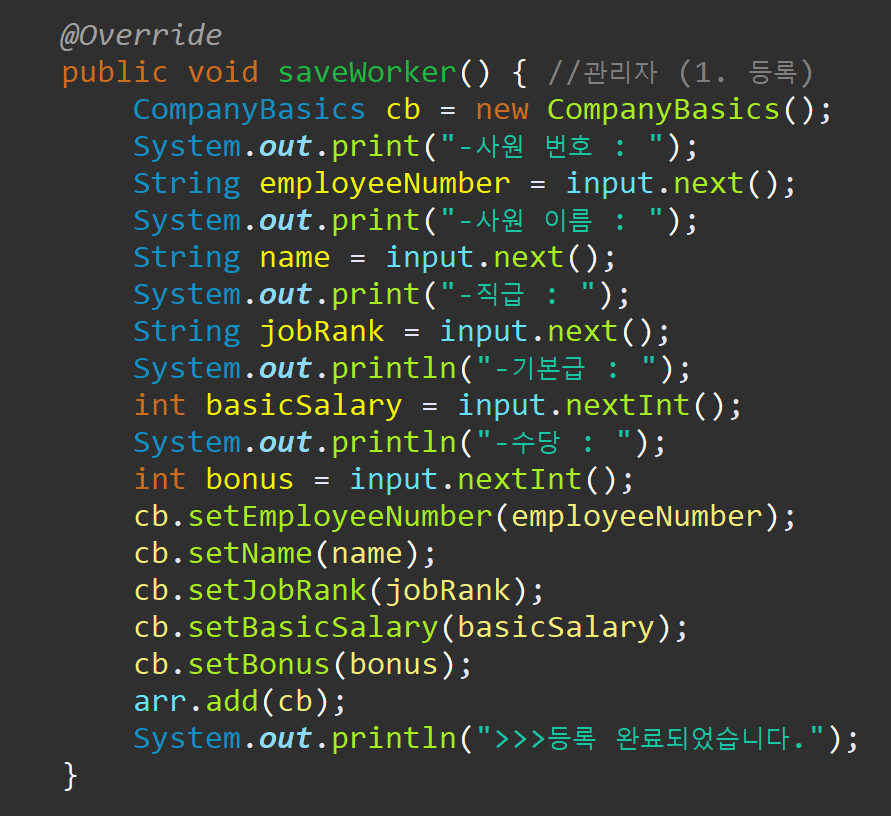 @Override
public void saveWorker() { //관리자 (1. 등록)
CompanyBasics cb = new CompanyBasics();
System.out.print("-사원 번호 : ");
String employeeNumber = input.next();
System.out.print("-사원 이름 : ");
String name = input.next();
System.out.print("-직급 : ");
String jobRank = input.next();
System.out.println("-기본급 : ");
int basicSalary = input.nextInt();
System.out.println("-수당 : ");
int bonus = input.nextInt();
cb.setEmployeeNumber(employeeNumber);
cb.setName(name);
cb.setJobRank(jobRank);
cb.setBasicSalary(basicSalary);
cb.setBonus(bonus);
arr.add(cb);
System.out.println(">>>등록 완료되었습니다.");
}